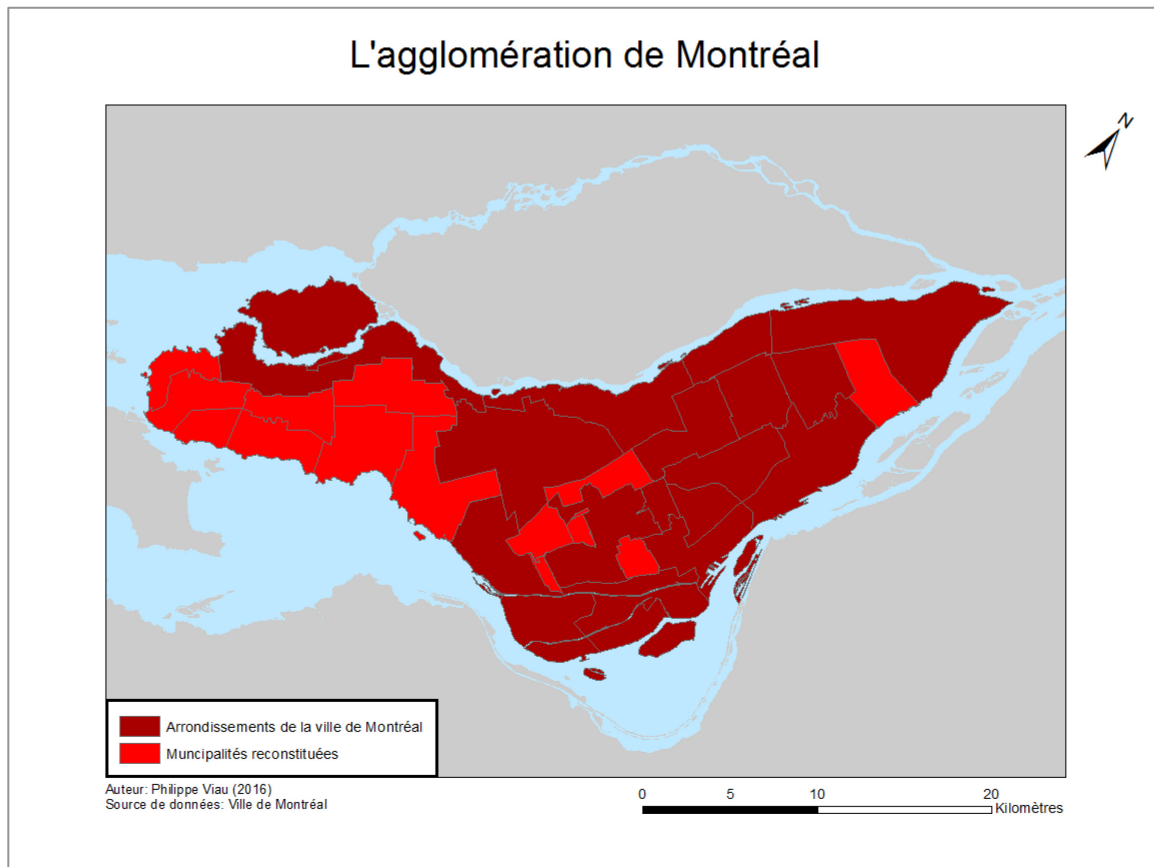 L'agglomération de Montréal
N
Arrondissements de la ville de Montréal
Muncipalités reconstituées
Auteur: Philippe Viau (2016)
Source de données: Ville de Montréal
0 5 10 20
Kilomètres